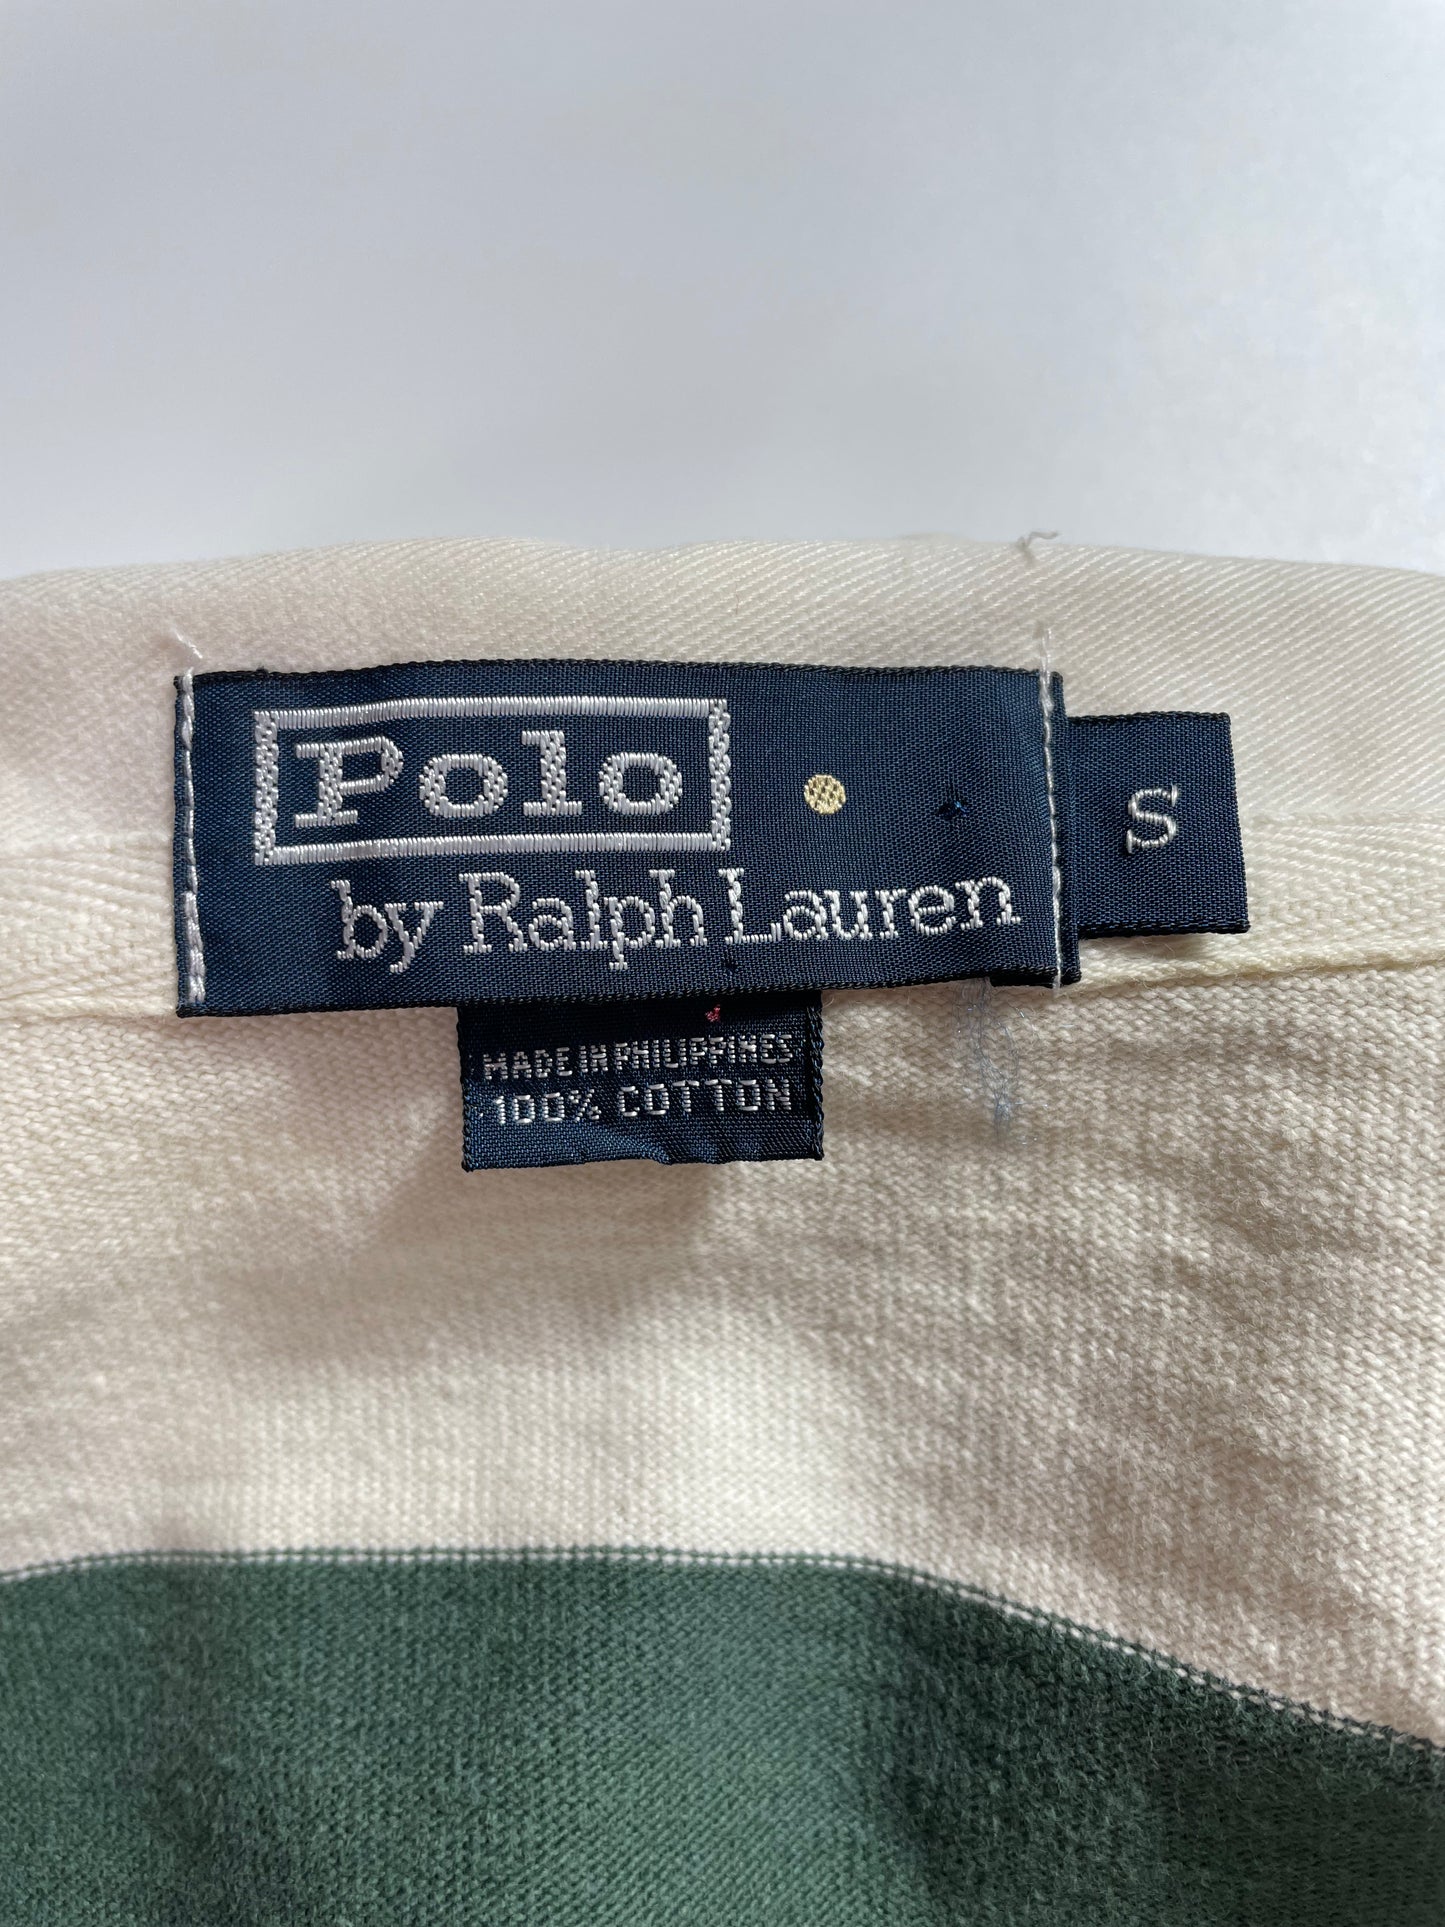 Polo
by Ralph Lauren
S
MADE IN PHILIPPINES
100% COTTON